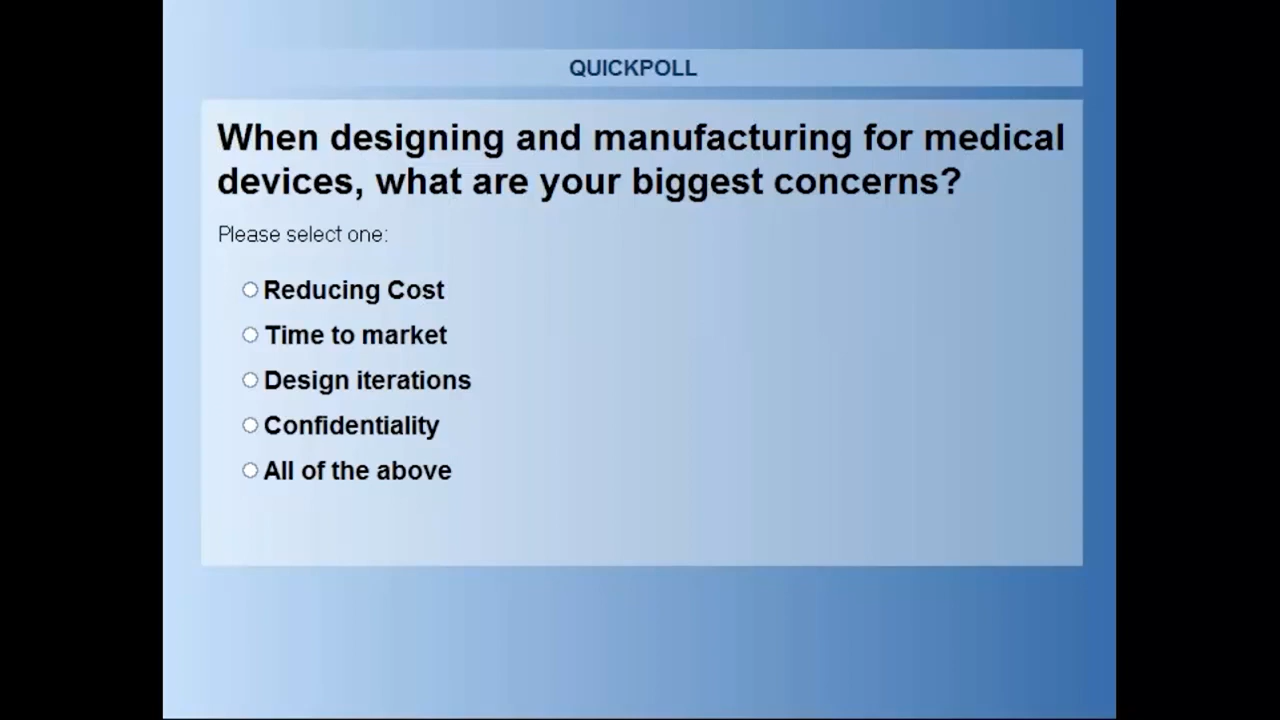 QUICKPOLL
When designing and manufacturing for medical
devices, what are your biggest concerns?
Please select one:
Reducing Cost
Time to market
Design iterations
Confidentiality
All of the above